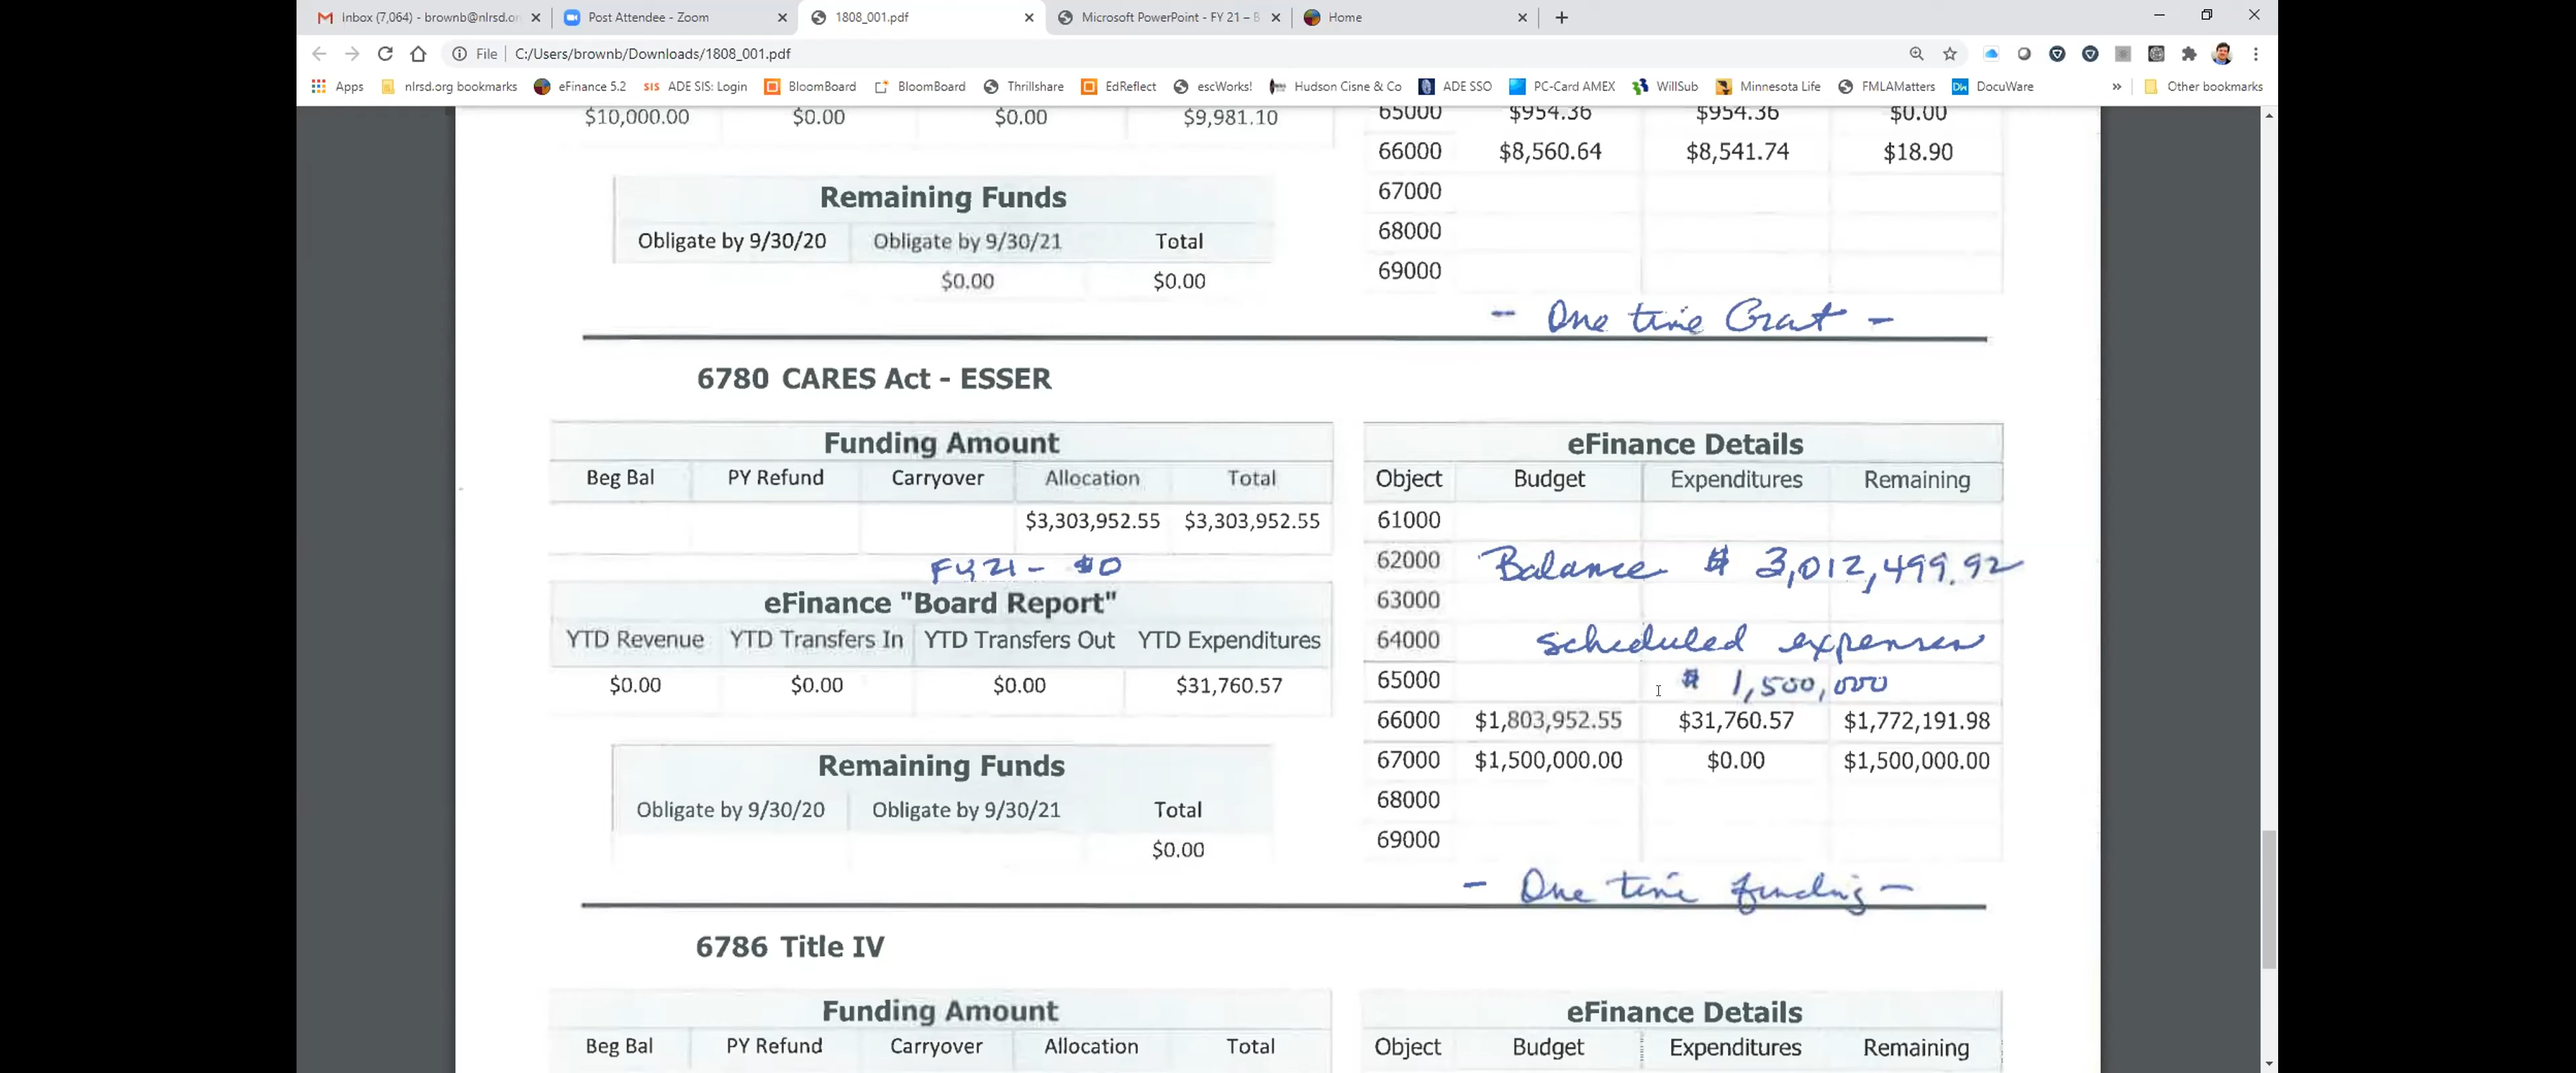 Inbox (7,064) - brownb@nlrsd.or
Post Attendee - Zoom
1808_001.pdf
Microsoft PowerPoint - FY 21 – B
Home
File
C:/Users/brownb/Downloads/1808_001.pdf
Apps
nlrsd.org bookmarks
eFinance 5.2
SIS ADE SIS: Login
BloomBoard
BloomBoard
Thrillshare
EdReflect
escWorks!
Hudson Cisne & Co
ADE SSO
PC-Card AMEX
WillSub
Minnesota Life
FMLAMatters
Dw DocuWare
»
Other bookmarks
$10,000.00 $0.00 $0.00 $9,981.10
65000 $954.36 $954.36 $0.00
66000 $8,560.64 $8,541.74 $18.90
67000
68000
69000
Remaining Funds
Obligate by 9/30/20 Obligate by 9/30/21 Total
$0.00 $0.00
-- One time Grant -
6780 CARES Act - ESSER
Funding Amount
Beg Bal PY Refund Carryover Allocation Total
$3,303,952.55 $3,303,952.55
FY21 - $0
eFinance "Board Report"
YTD Revenue YTD Transfers In YTD Transfers Out YTD Expenditures
$0.00 $0.00 $0.00 $31,760.57
Remaining Funds
Obligate by 9/30/20 Obligate by 9/30/21 Total
$0.00
eFinance Details
Object Budget Expenditures Remaining
61000
62000 Balance $ 3,012,499.92
63000
64000 scheduled expenses
65000 $ 1,500,000
66000 $1,803,952.55 $31,760.57 $1,772,191.98
67000 $1,500,000.00 $0.00 $1,500,000.00
68000
69000
- One time funding -
6786 Title IV
Funding Amount
Beg Bal PY Refund Carryover Allocation Total
eFinance Details
Object Budget Expenditures Remaining